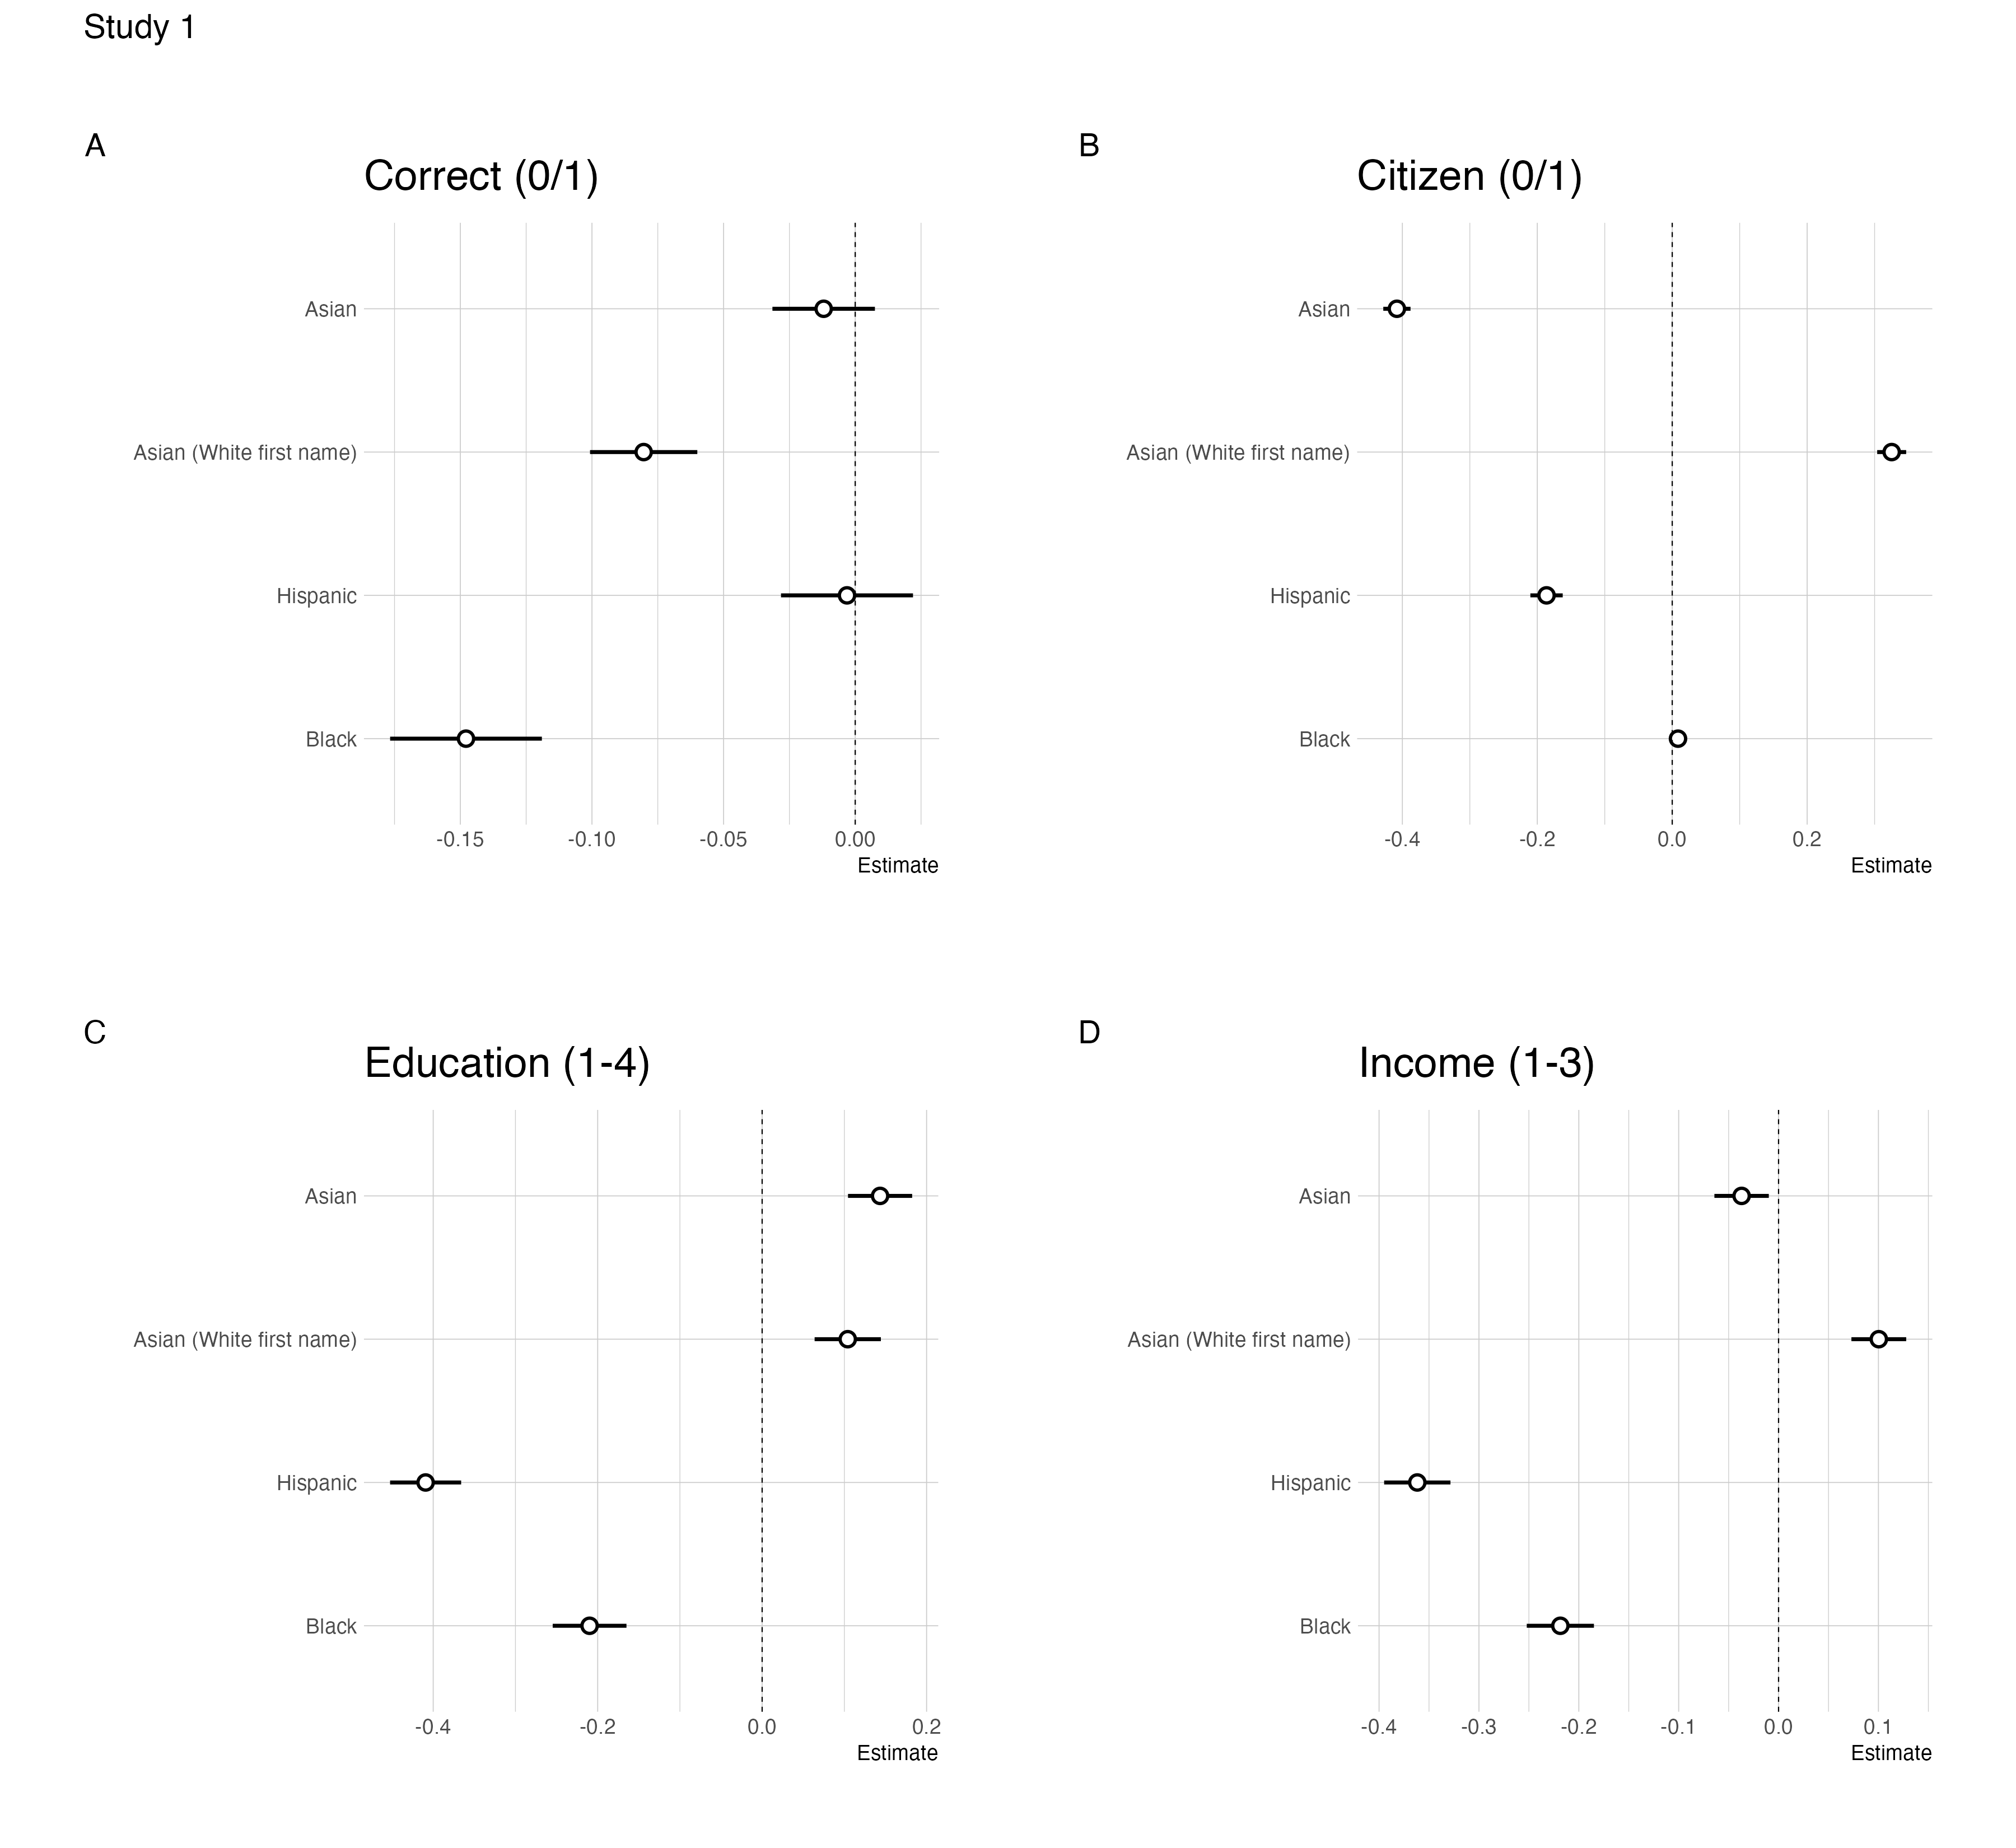 Study 1
A
Correct (0/1)
Asian
Asian (White first name)
Hispanic
Black
-0.15 -0.10 -0.05 0.00
Estimate
B
Citizen (0/1)
Asian
Asian (White first name)
Hispanic
Black
-0.4 -0.2 0.0 0.2
Estimate
C
Education (1-4)
Asian
Asian (White first name)
Hispanic
Black
-0.4 -0.2 0.0 0.2
Estimate
D
Income (1-3)
Asian
Asian (White first name)
Hispanic
Black
-0.4 -0.3 -0.2 -0.1 0.0 0.1
Estimate